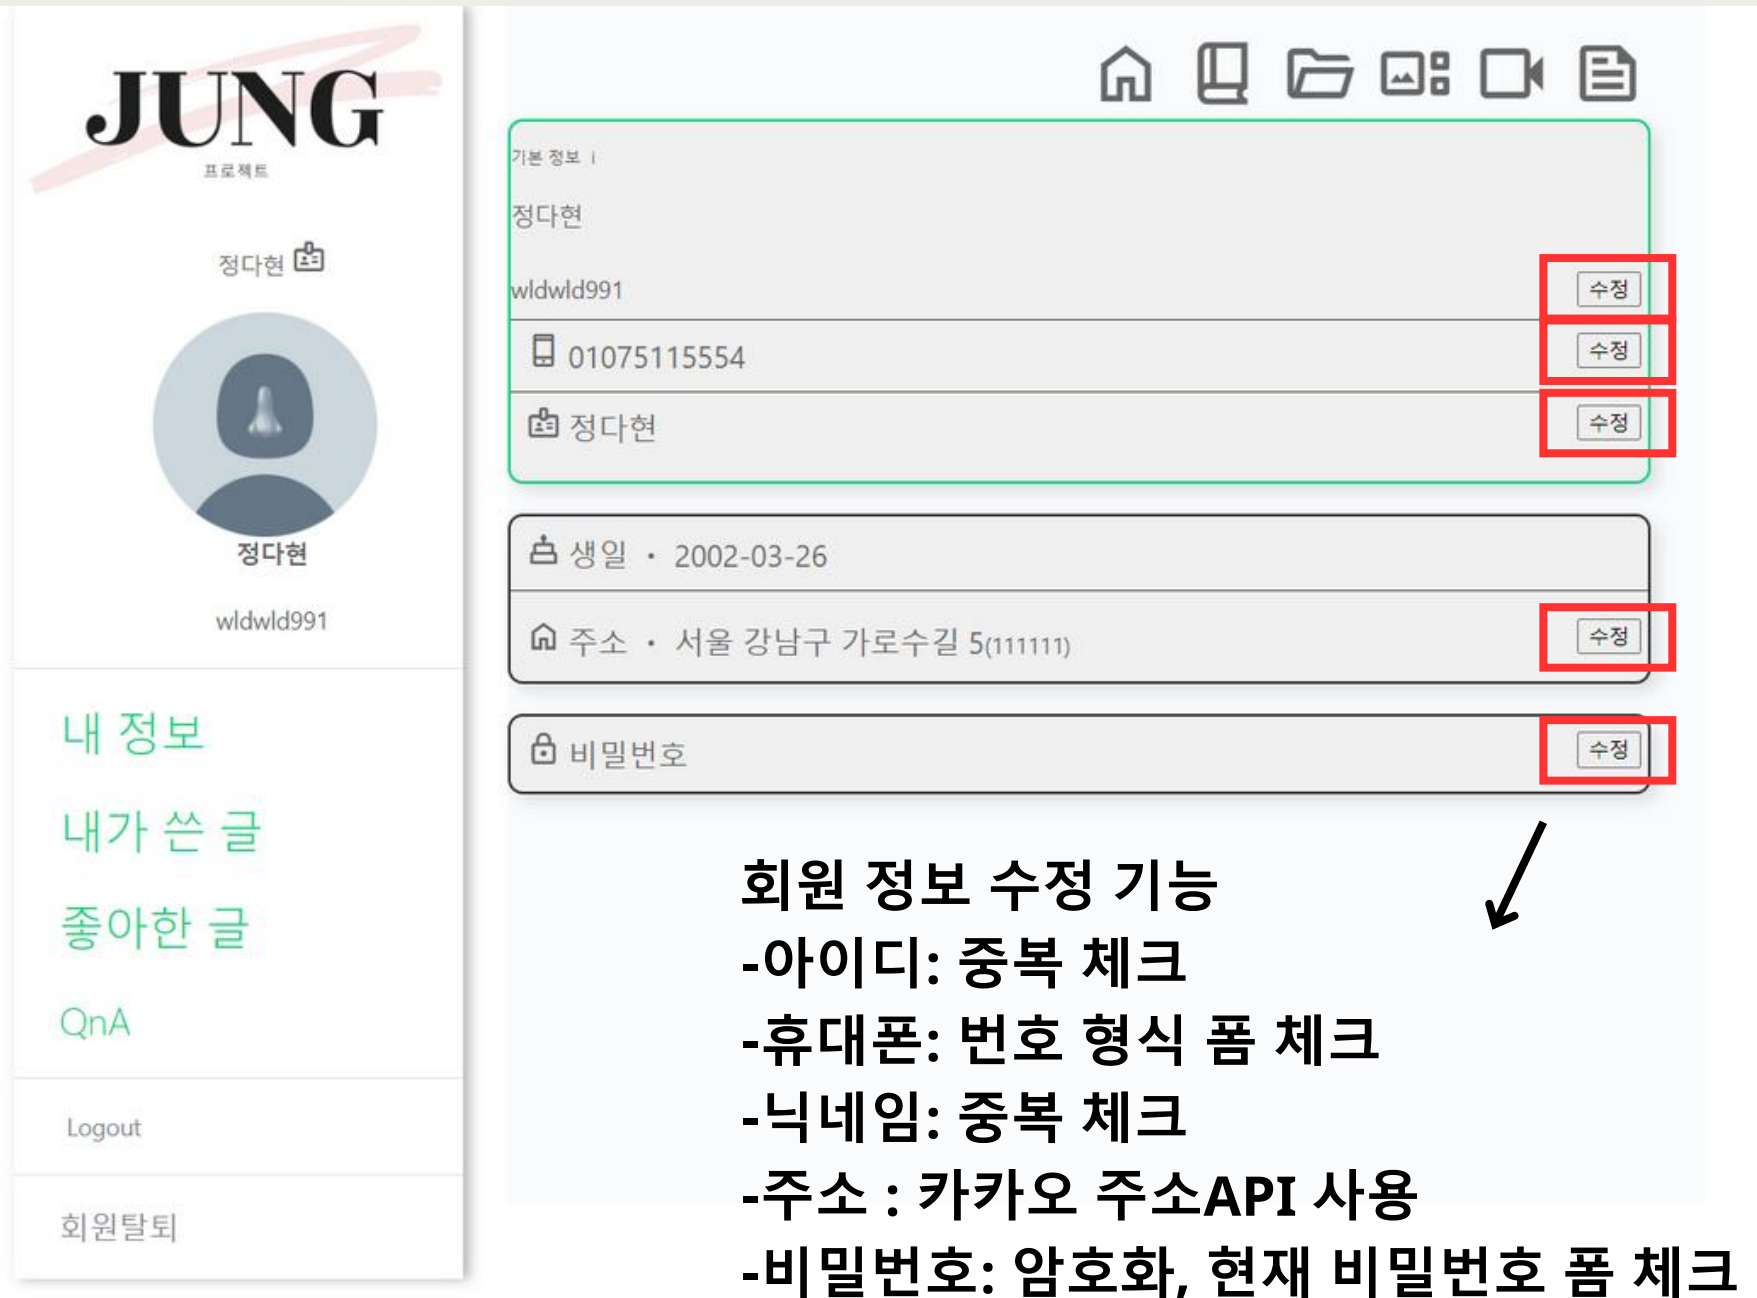 JUNG
프로젝트
정다현
정다현
wldwld991
내 정보
내가 쓴 글
좋아한 글
QnA
Logout
회원탈퇴
기본 정보 i
정다현
wldwld991 수정
01075115554 수정
정다현 수정
생일 · 2002-03-26
주소 · 서울 강남구 가로수길 5(111111) 수정
비밀번호 수정
회원 정보 수정 기능
-아이디: 중복 체크
-휴대폰: 번호 형식 폼 체크
-닉네임: 중복 체크
-주소 : 카카오 주소API 사용
-비밀번호: 암호화, 현재 비밀번호 폼 체크